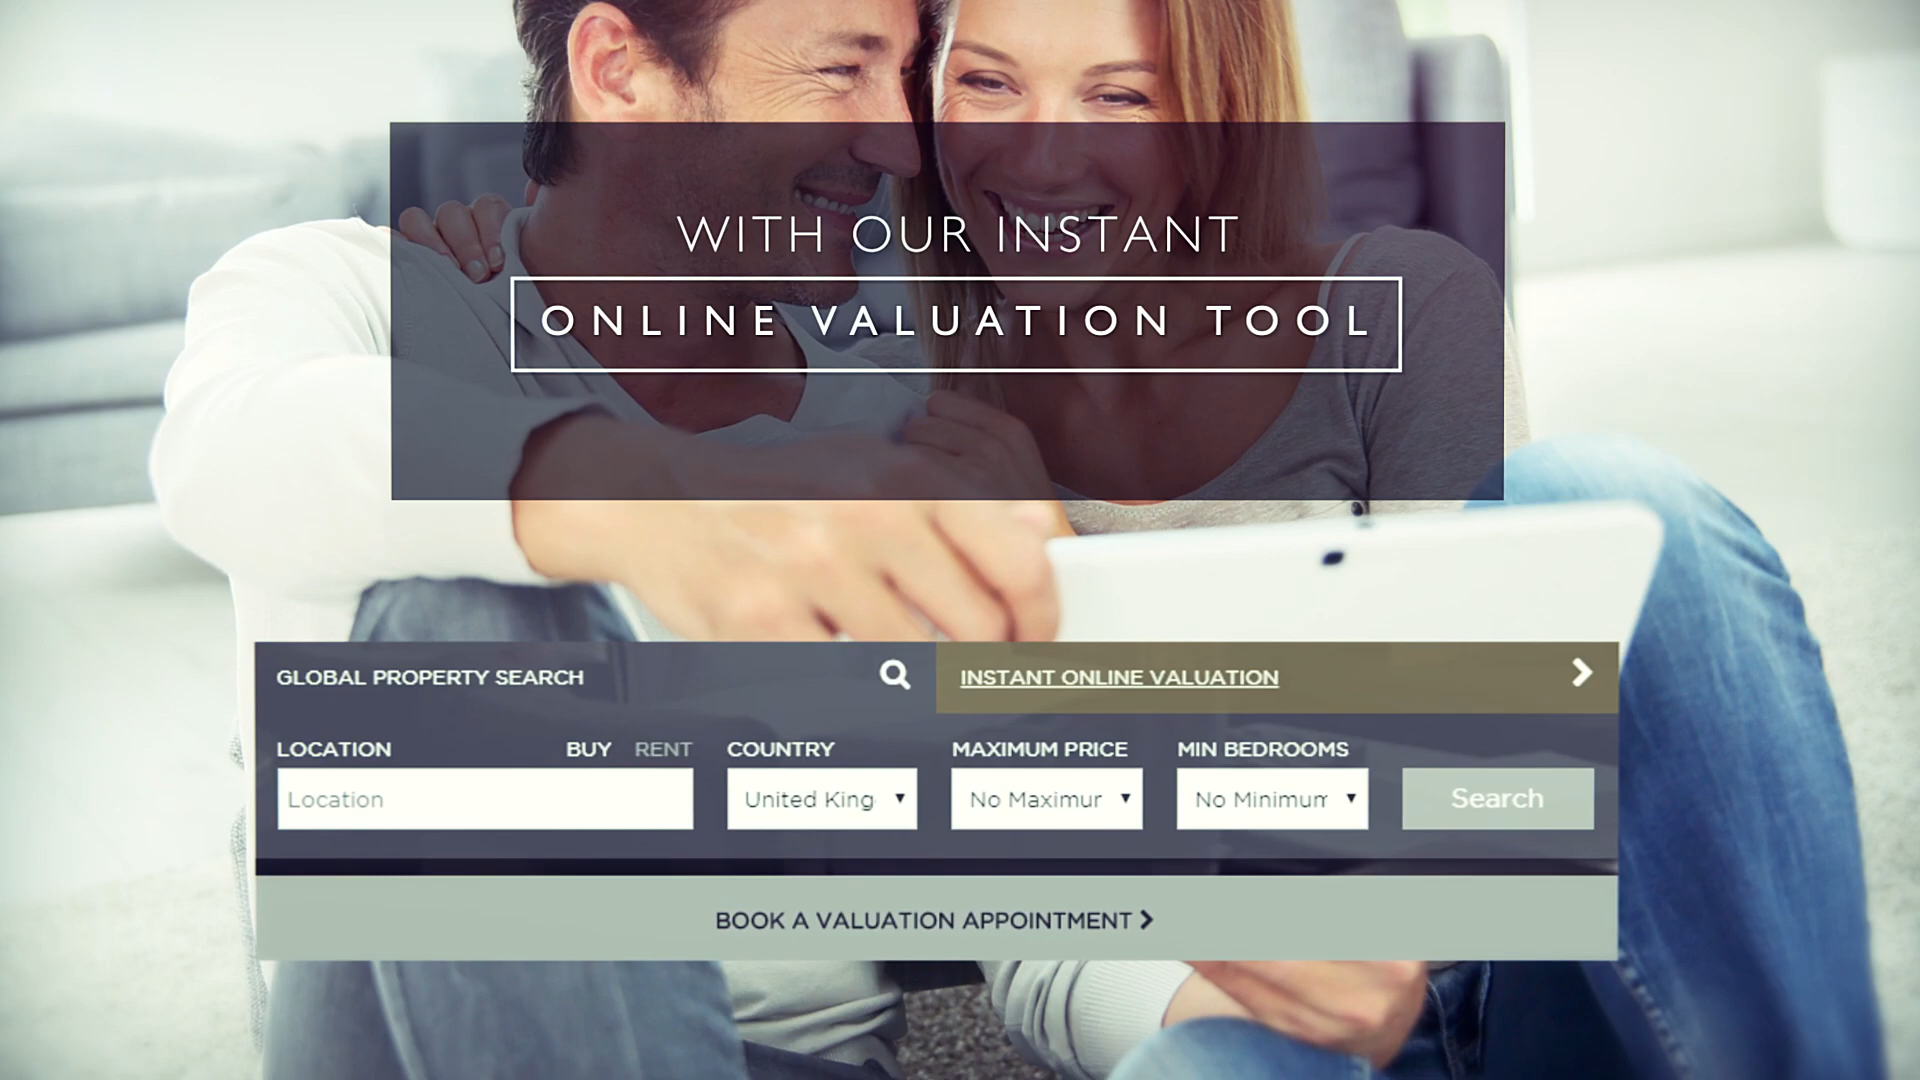 WITH OUR INSTANT
ONLINE VALUATION TOOL
GLOBAL PROPERTY SEARCH
INSTANT ONLINE VALUATION
LOCATION BUY RENT COUNTRY MAXIMUM PRICE MIN BEDROOMS
Location United King No Maximur No Minimum Search
BOOK A VALUATION APPOINTMENT